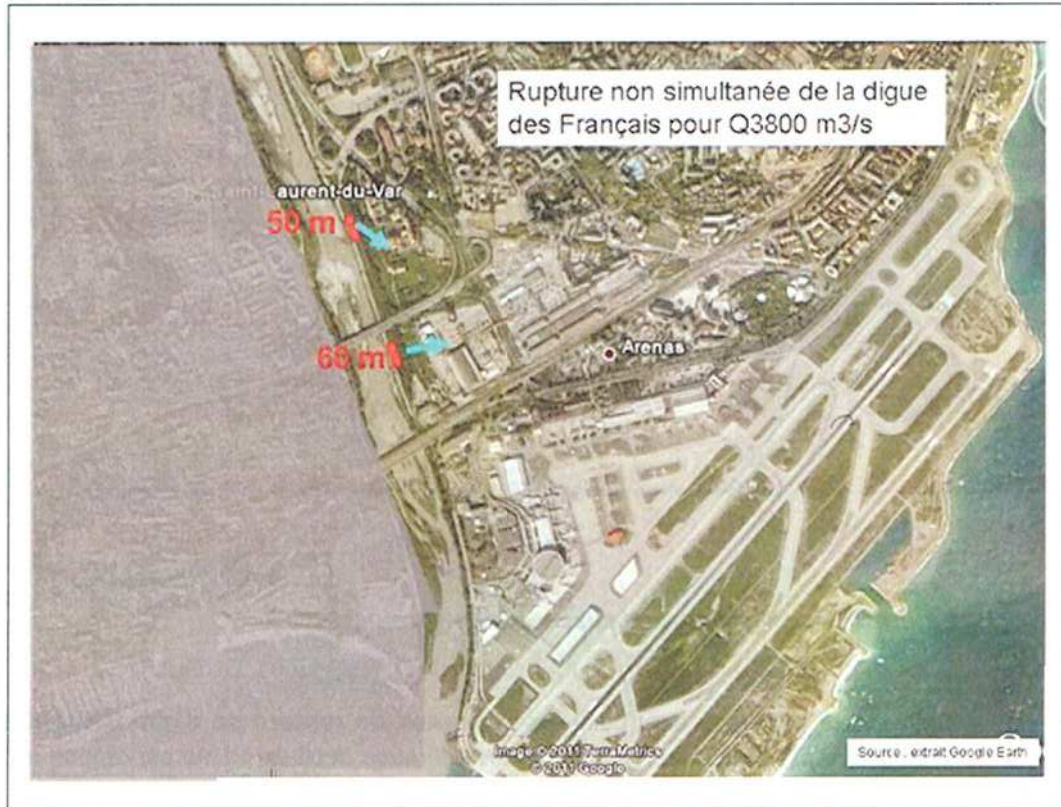 Rupture non simultanée de la digue
des Français pour Q3800 m3/s
aurent-du-Var
50 m
60 m
Arenas
Image © 2011 TerraMetrics
© 2011 Google
Source : extrait Google Earth